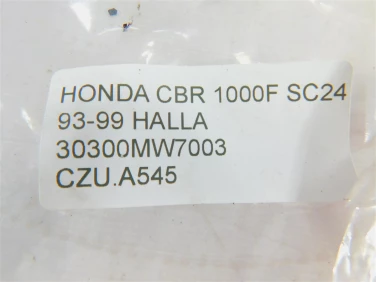 HONDA CBR 1000F SC24
93-99 HALLA
30300MW7003
CZU.A545